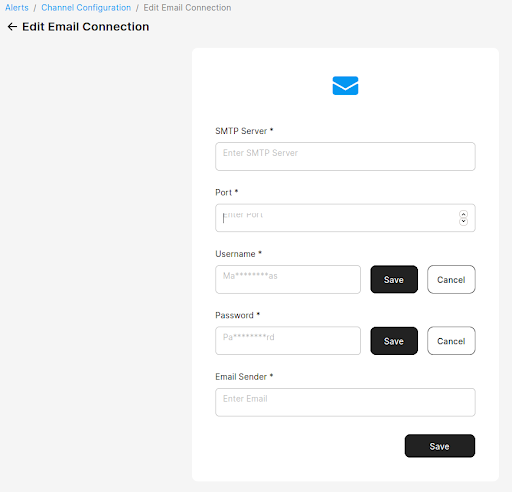 Alerts / Channel Configuration / Edit Email Connection
← Edit Email Connection
SMTP Server *
Enter SMTP Server
Port *
Enter Port
Username *
Ma********as
Save
Cancel
Password *
Pa********rd
Save
Cancel
Email Sender *
Enter Email
Save